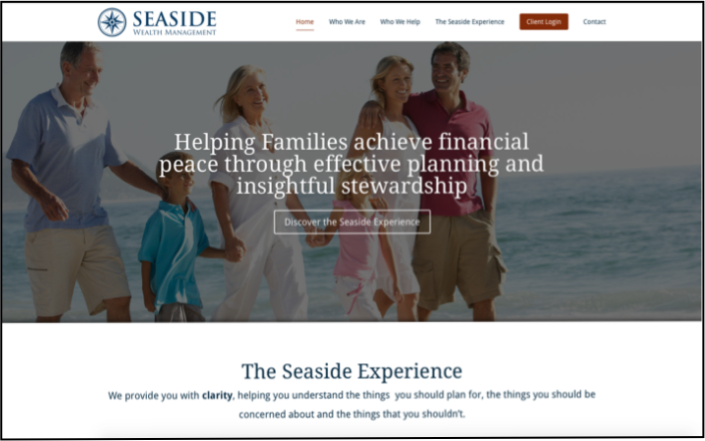 SEASIDE
WEALTH MANAGEMENT
Home Who We Are Who We Help The Seaside Experience Client Login Contact
Helping Families achieve financial
peace through effective planning and
insightful stewardship
Discover the Seaside Experience
The Seaside Experience
We provide you with clarity, helping you understand the things you should plan for, the things you should be
concerned about and the things that you shouldn't.